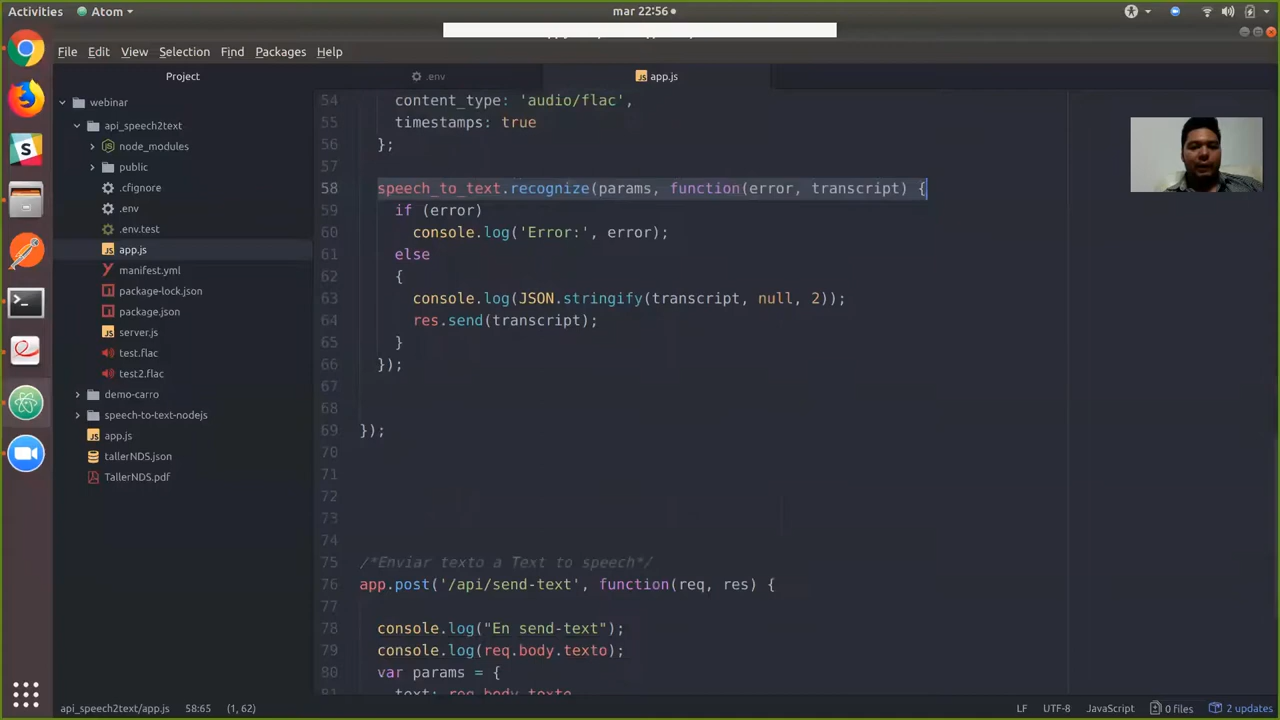 Activities
Atom
mar 22:56
File Edit View Selection Find Packages Help
Project
.env
app.js
webinar
api_speech2text
node_modules
public
.cfignore
.env
.env.test
app.js
manifest.yml
package-lock.json
package.json
server.js
test.flac
test2.flac
demo-carro
speech-to-text-nodejs
app.js
tallerNDS.json
TallerNDS.pdf
54 content_type: 'audio/flac',
55 timestamps: true
56 };
57
58 speech_to_text.recognize(params, function(error, transcript) {
59 if (error)
60 console.log('Error:', error);
61 else
62 {
63 console.log(JSON.stringify(transcript, null, 2));
64 res.send(transcript);
65 }
66 });
67
68
69 });
70
71
72
73
74
75 /*Enviar texto a Text to speech*/
76 app.post('/api/send-text', function(req, res) {
77
78 console.log("En send-text");
79 console.log(req.body.texto);
80 var params = {
81 text: req.body.texto
api_speech2text/app.js 58:65 (1, 62)
LF UTF-8 JavaScript 0 files 2 updates